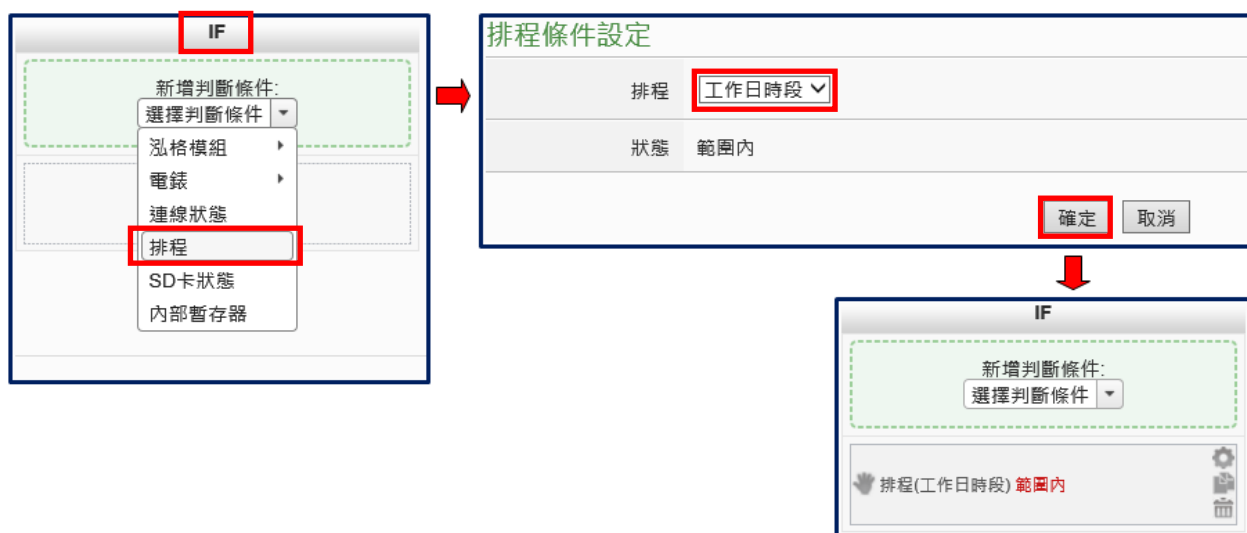 IF
新增判斷條件:
選擇判斷條件
泓格模組
電錶
連線狀態
排程
SD卡狀態
內部暫存器
排程條件設定
排程 工作日時段
狀態 範圍內
確定 取消
IF
新增判斷條件:
選擇判斷條件
排程(工作日時段) 範圍內